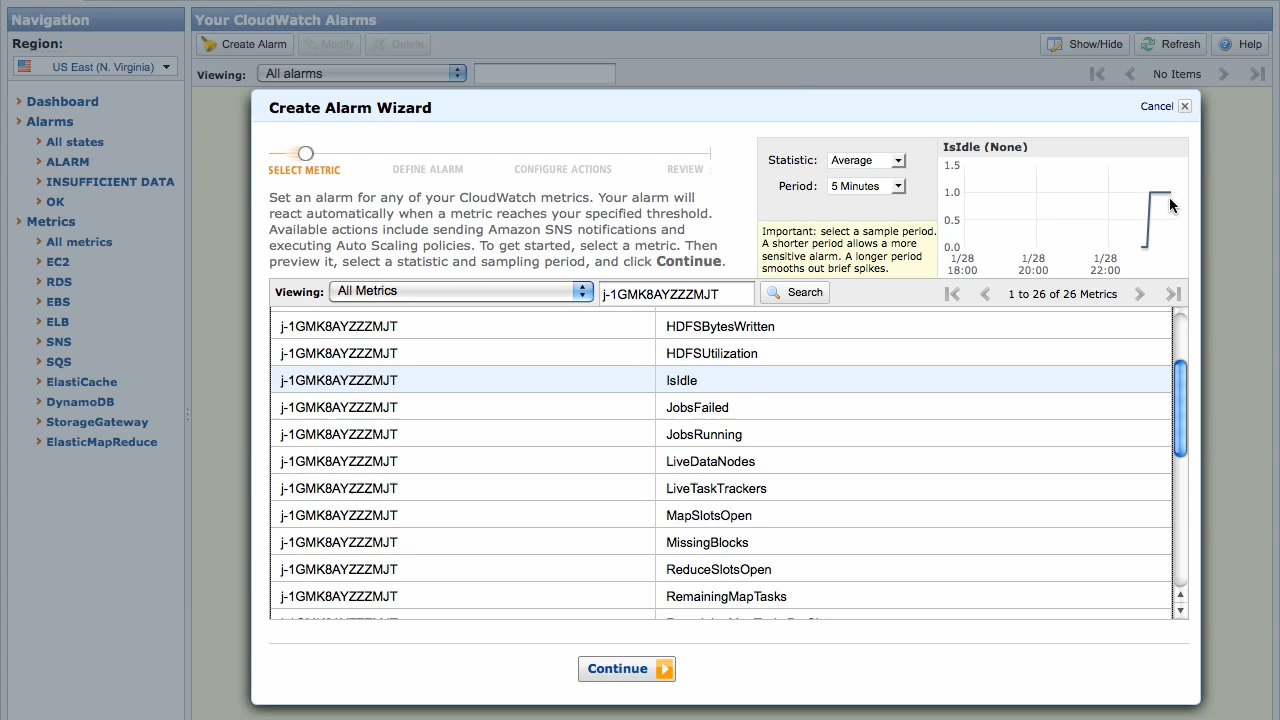 Navigation
Region:
US East (N. Virginia)
Dashboard
Alarms
All states
ALARM
INSUFFICIENT DATA
OK
Metrics
All metrics
EC2
RDS
EBS
ELB
SNS
SQS
ElastiCache
DynamoDB
StorageGateway
ElasticMapReduce
Your CloudWatch Alarms
Create Alarm
Modify
Delete
Show/Hide
Refresh
Help
Viewing:
All alarms
No Items
Create Alarm Wizard
Cancel
SELECT METRIC
DEFINE ALARM
CONFIGURE ACTIONS
REVIEW
Set an alarm for any of your CloudWatch metrics. Your alarm will
react automatically when a metric reaches your specified threshold.
Available actions include sending Amazon SNS notifications and
executing Auto Scaling policies. To get started, select a metric. Then
preview it, select a statistic and sampling period, and click Continue.
Statistic: Average
Period: 5 Minutes
Important: select a sample period.
A shorter period allows a more
sensitive alarm. A longer period
smooths out brief spikes.
IsIdle (None)
1.5
1.0
0.5
0.0
1/28 1/28 1/28
18:00 20:00 22:00
Viewing: All Metrics j-1GMK8AYZZZMJT Search 1 to 26 of 26 Metrics
j-1GMK8AYZZZMJT HDFSBytesWritten
j-1GMK8AYZZZMJT HDFSUtilization
j-1GMK8AYZZZMJT IsIdle
j-1GMK8AYZZZMJT JobsFailed
j-1GMK8AYZZZMJT JobsRunning
j-1GMK8AYZZZMJT LiveDataNodes
j-1GMK8AYZZZMJT LiveTaskTrackers
j-1GMK8AYZZZMJT MapSlotsOpen
j-1GMK8AYZZZMJT MissingBlocks
j-1GMK8AYZZZMJT ReduceSlotsOpen
j-1GMK8AYZZZMJT RemainingMapTasks
Continue